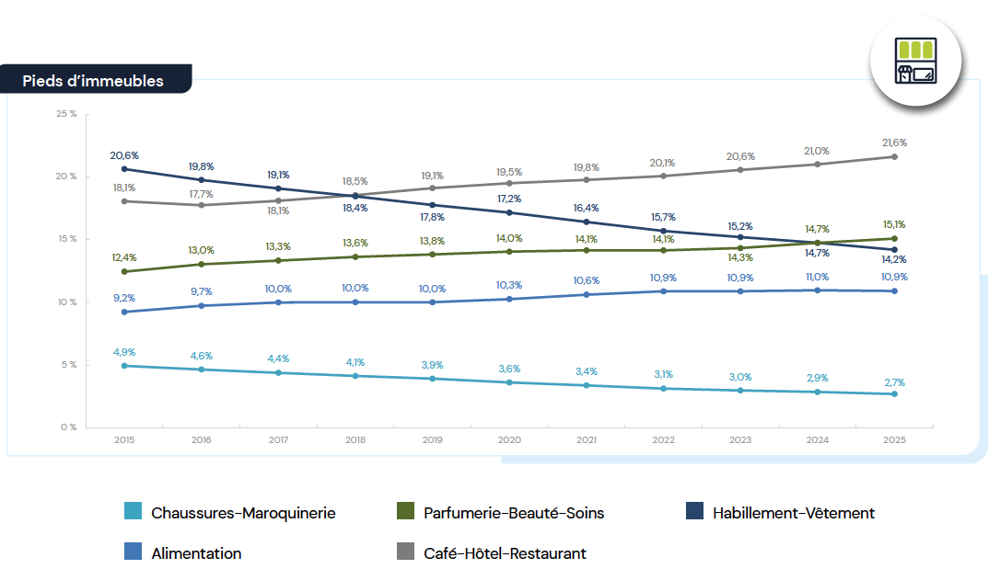 Pieds d'immeubles
25 %
20 %
15 %
10 %
5 %
0 %
20,6% 19,8% 19,1% 18,4% 17,8% 17,2% 16,4% 15,7% 15,2% 14,7% 14,2%
18,1% 17,7% 18,1% 18,5% 19,1% 19,5% 19,8% 20,1% 20,6% 21,0% 21,6%
12,4% 13,0% 13,3% 13,6% 13,8% 14,0% 14,1% 14,1% 14,3% 14,7% 15,1%
9,2% 9,7% 10,0% 10,0% 10,0% 10,3% 10,6% 10,9% 10,9% 11,0% 10,9%
4,9% 4,6% 4,4% 4,1% 3,9% 3,6% 3,4% 3,1% 3,0% 2,9% 2,7%
2015 2016 2017 2018 2019 2020 2021 2022 2023 2024 2025
Chaussures-Maroquinerie Parfumerie-Beauté-Soins Habillement-Vêtement
Alimentation Café-Hôtel-Restaurant